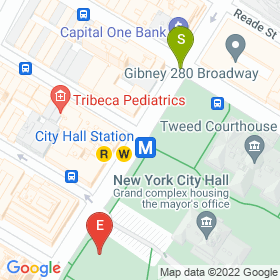 Capital One Bank
S
Reade St
Gibney 280 Broadway
Tribeca Pediatrics
Tweed Courthouse
City Hall Station
R W
M
New York City Hall
Grand complex housing
the mayor's office
E
Google
Map data ©2022 Google